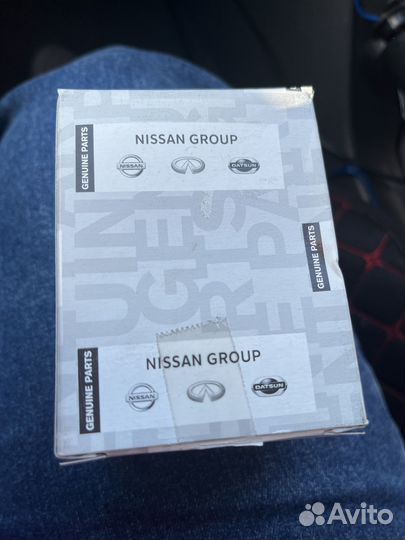 GENUINE PARTS
NISSAN GROUP
NISSAN
DATSUN
GENUINE PARTS
GENUINE PARTS
NISSAN GROUP
NISSAN
DATSUN
Avito